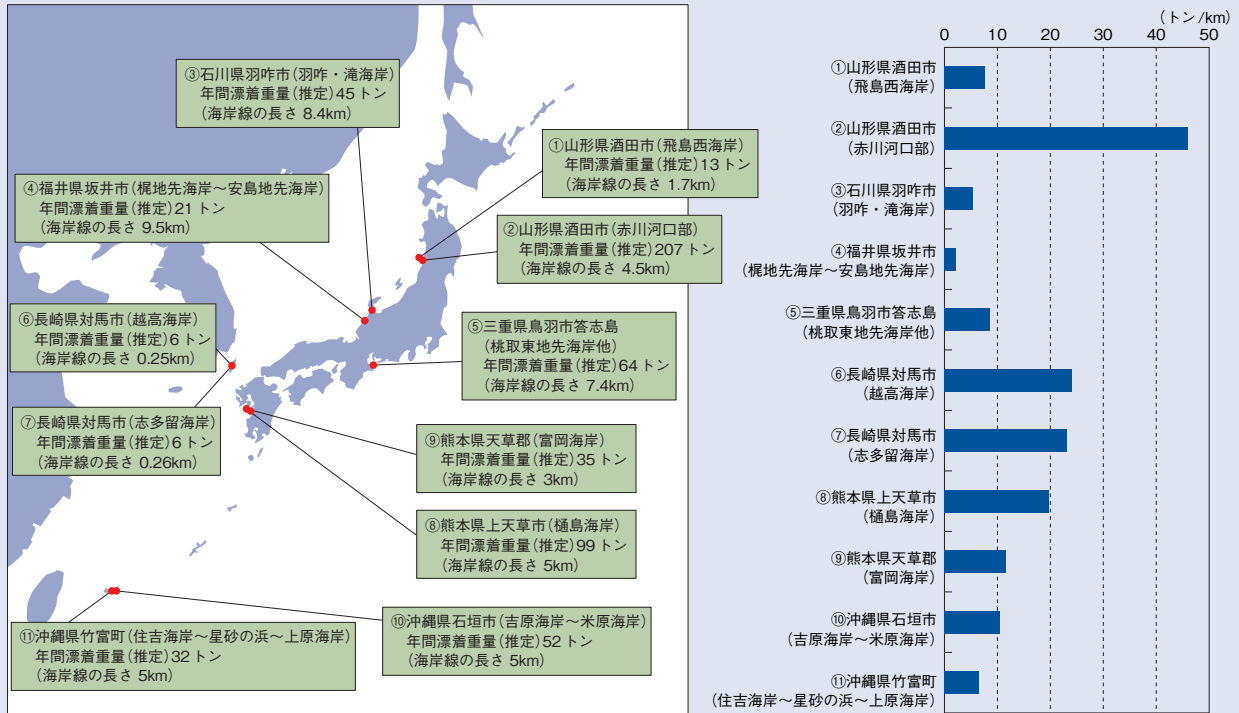 ③石川県羽咋市(羽咋・滝海岸)
年間漂着重量(推定)45トン
(海岸線の長さ 8.4km)
①山形県酒田市(飛島西海岸)
年間漂着重量(推定)13トン
(海岸線の長さ 1.7km)
④福井県坂井市(梶地先海岸～安島地先海岸)
年間漂着重量(推定)21トン
(海岸線の長さ 9.5km)
②山形県酒田市(赤川河口部)
年間漂着重量(推定)207トン
(海岸線の長さ 4.5km)
⑥長崎県対馬市(越高海岸)
年間漂着重量(推定)6トン
(海岸線の長さ 0.25km)
⑤三重県鳥羽市答志島
(桃取東地先海岸他)
年間漂着重量(推定)64トン
(海岸線の長さ 7.4km)
⑦長崎県対馬市(志多留海岸)
年間漂着重量(推定)6トン
(海岸線の長さ 0.26km)
⑨熊本県天草郡(富岡海岸)
年間漂着重量(推定)35トン
(海岸線の長さ 3km)
⑧熊本県上天草市(樋島海岸)
年間漂着重量(推定)99トン
(海岸線の長さ 5km)
⑩沖縄県石垣市(吉原海岸～米原海岸)
年間漂着重量(推定)52トン
(海岸線の長さ 5km)
⑪沖縄県竹富町(住吉海岸～星砂の浜～上原海岸)
年間漂着重量(推定)32トン
(海岸線の長さ 5km)
(トン/km)
0 10 20 30 40 50
①山形県酒田市
(飛島西海岸)
②山形県酒田市
(赤川河口部)
③石川県羽咋市
(羽咋・滝海岸)
④福井県坂井市
(梶地先海岸～安島地先海岸)
⑤三重県鳥羽市答志島
(桃取東地先海岸他)
⑥長崎県対馬市
(越高海岸)
⑦長崎県対馬市
(志多留海岸)
⑧熊本県上天草市
(樋島海岸)
⑨熊本県天草郡
(富岡海岸)
⑩沖縄県石垣市
(吉原海岸～米原海岸)
⑪沖縄県竹富町
(住吉海岸～星砂の浜～上原海岸)